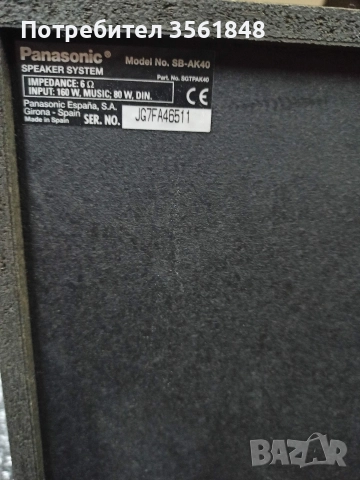 Потребител 3561848
Panasonic Model No. SB-AK40
SPEAKER SYSTEM Part. No. SGTPAK40
IMPEDANCE: 6 Ω
INPUT: 160 W, MUSIC; 80 W, DIN.
Panasonic España, S.A.
Girona - Spain
Made in Spain SER. NO. JG7FA46511
CE
BAZAR